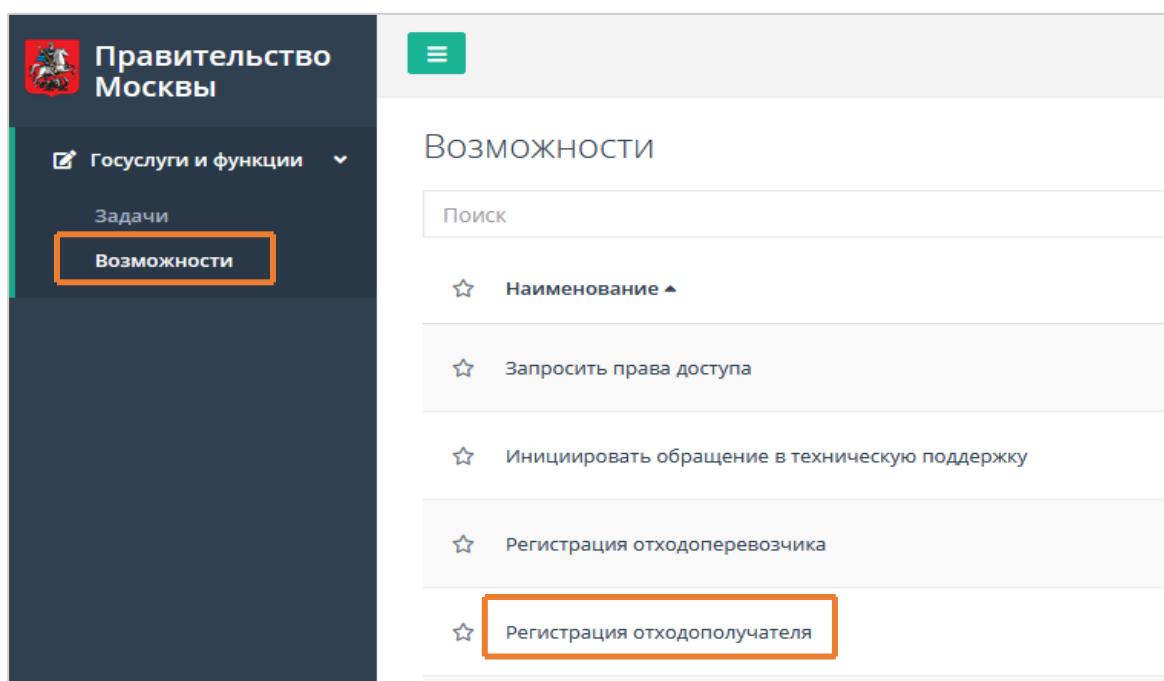 Правительство
Москвы
Госуслуги и функции
Задачи
Возможности
Возможности
Поиск
Наименование
Запросить права доступа
Инициировать обращение в техническую поддержку
Регистрация отходоперевозчика
Регистрация отходополучателя